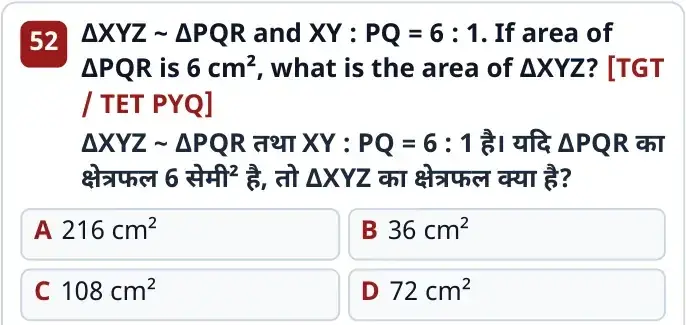 52 ΔXYZ ~ ΔPQR and XY : PQ = 6 : 1. If area of
ΔPQR is 6 cm², what is the area of ΔXYZ? [TGT
/ TET PYQ]
ΔXYZ ~ ΔPQR तथा XY : PQ = 6 : 1 है। यदि ΔPQR का
क्षेत्रफल 6 सेमी² है, तो ΔXYZ का क्षेत्रफल क्या है?
A 216 cm²
B 36 cm²
C 108 cm²
D 72 cm²